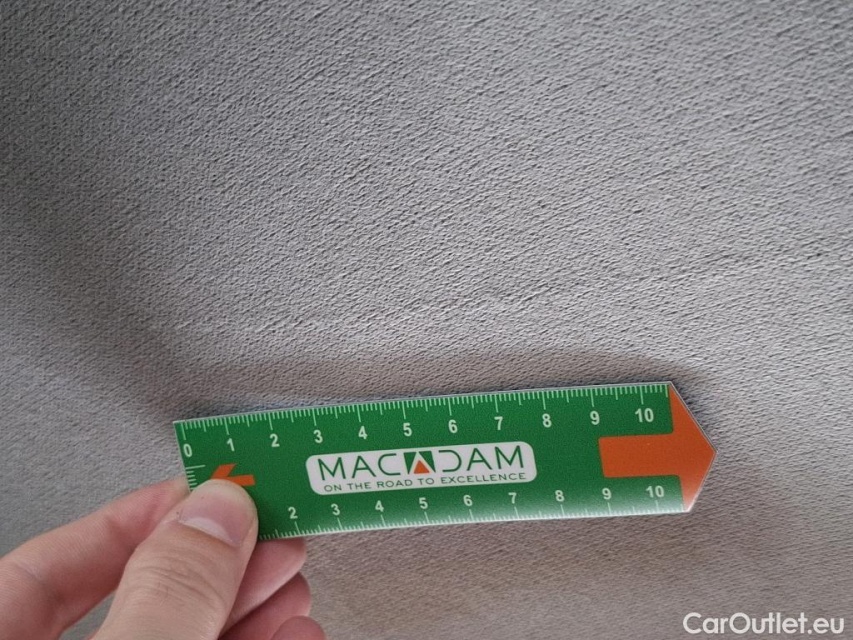 0 1 2 3 4 5 6 7 8 9 10
MACADAM
ON THE ROAD TO EXCELLENCE
2 3 4 5 6 7 8 9 10
CarOutlet.eu